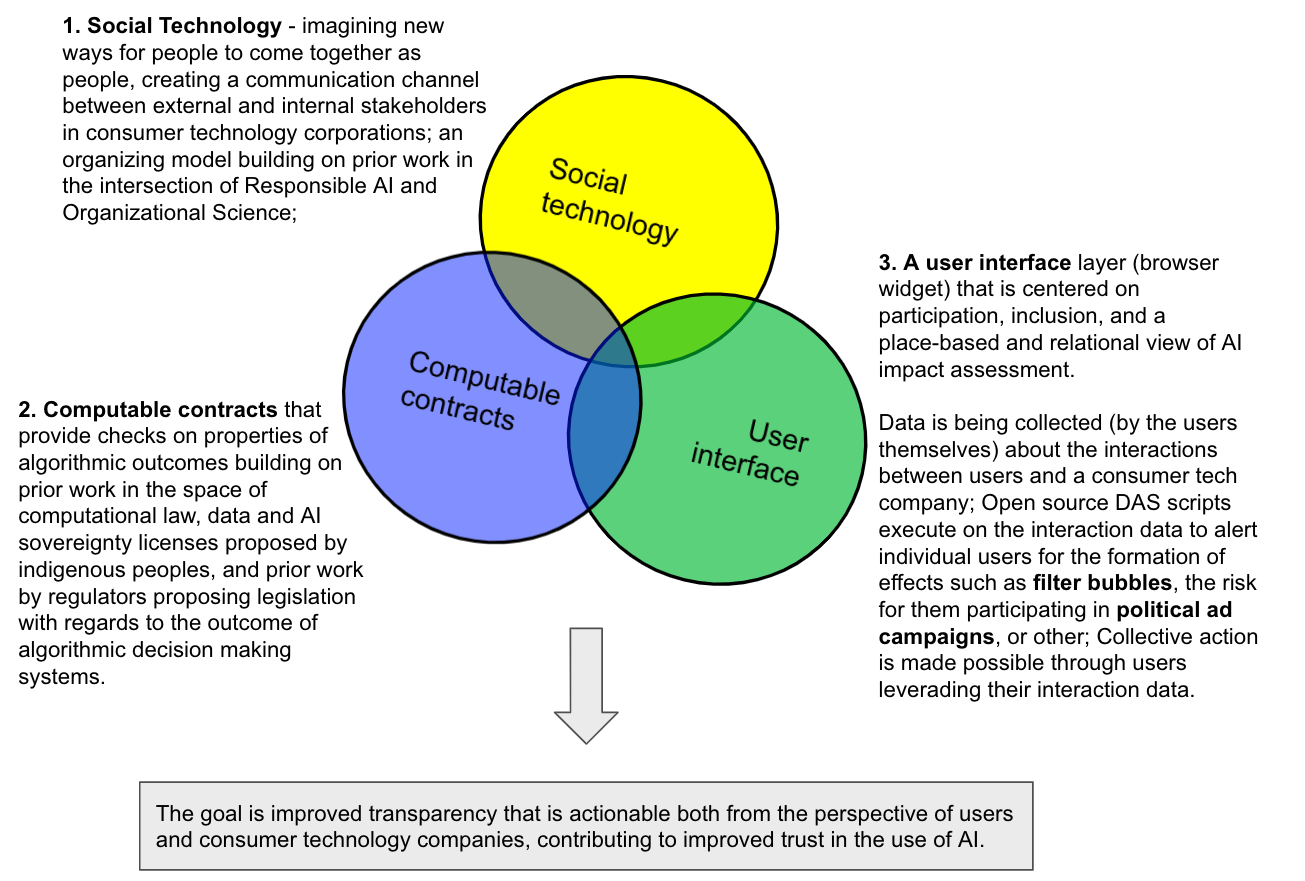 1. Social Technology - imagining new
ways for people to come together as
people, creating a communication channel
between external and internal stakeholders
in consumer technology corporations; an
organizing model building on prior work in
the intersection of Responsible AI and
Organizational Science;
Social
technology
Computable
contracts
User
interface
2. Computable contracts that
provide checks on properties of
algorithmic outcomes building on
prior work in the space of
computational law, data and AI
sovereignty licenses proposed by
indigenous peoples, and prior work
by regulators proposing legislation
with regards to the outcome of
algorithmic decision making
systems.
3. A user interface layer (browser
widget) that is centered on
participation, inclusion, and a
place-based and relational view of AI
impact assessment.
Data is being collected (by the users
themselves) about the interactions
between users and a consumer tech
company; Open source DAS scripts
execute on the interaction data to alert
individual users for the formation of
effects such as filter bubbles, the risk
for them participating in political ad
campaigns, or other; Collective action
is made possible through users
leverading their interaction data.
The goal is improved transparency that is actionable both from the perspective of users
and consumer technology companies, contributing to improved trust in the use of AI.